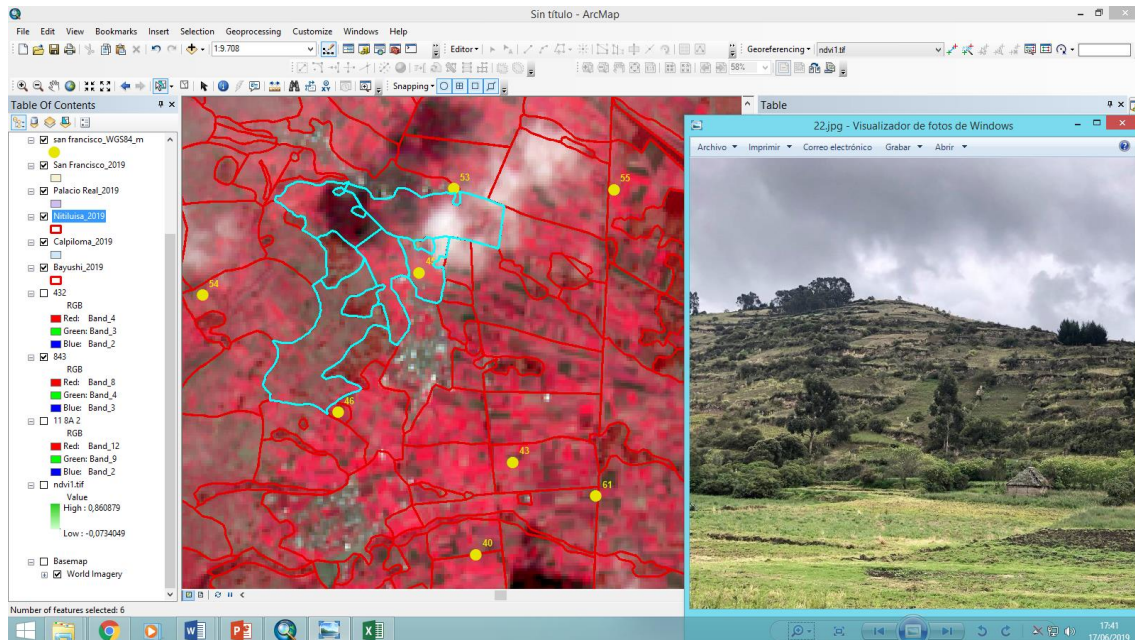 Sin título - ArcMap
File Edit View Bookmarks Insert Selection Geoprocessing Customize Windows Help
1:9.708
Editor
Georeferencing
ndvi1.tif
58%
Snapping
Table Of Contents
Table
san francisco_WGS84_m
San Francisco_2019
Palacio Real_2019
Nitiluisa_2019
Calpiloma_2019
Bayushi_2019
432
RGB
Red: Band_4
Green: Band_3
Blue: Band_2
843
RGB
Red: Band_8
Green: Band_4
Blue: Band_3
11 8A 2
RGB
Red: Band_12
Green: Band_9
Blue: Band_2
ndvi1.tif
Value
High : 0,860879
Low : -0,0734049
Basemap
World Imagery
53
55
45
54
46
43
61
40
22.jpg - Visualizador de fotos de Windows
Archivo Imprimir Correo electrónico Grabar Abrir
Number of features selected: 6
17:41
17/06/2019